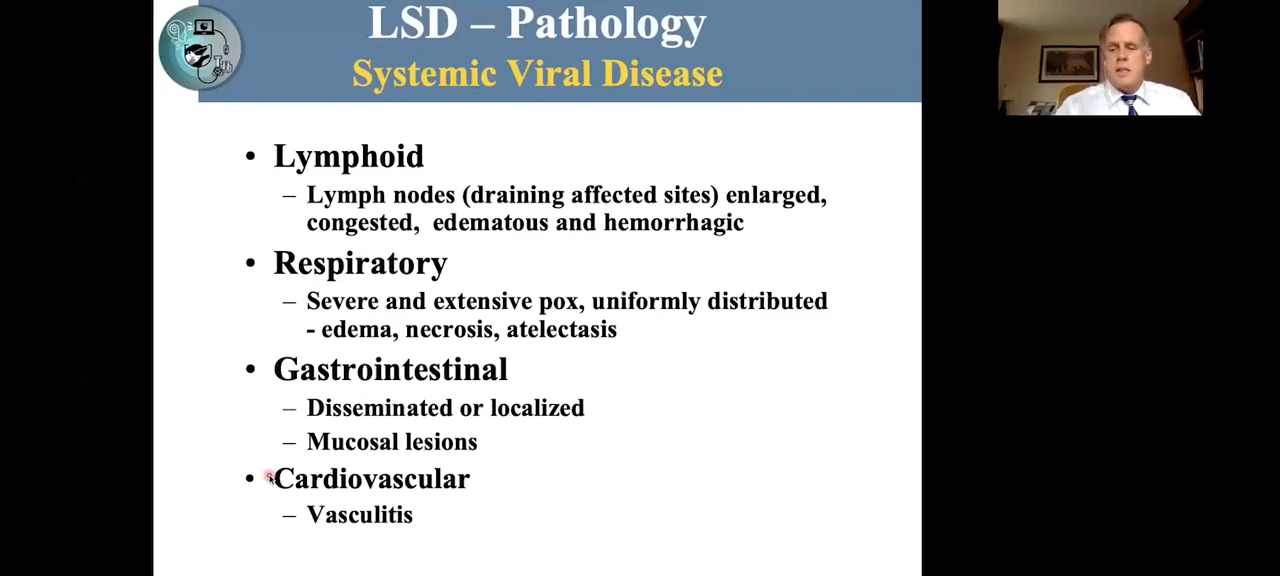 LSD – Pathology
Systemic Viral Disease
• Lymphoid
– Lymph nodes (draining affected sites) enlarged,
congested, edematous and hemorrhagic
• Respiratory
– Severe and extensive pox, uniformly distributed
- edema, necrosis, atelectasis
• Gastrointestinal
– Disseminated or localized
– Mucosal lesions
• Cardiovascular
– Vasculitis